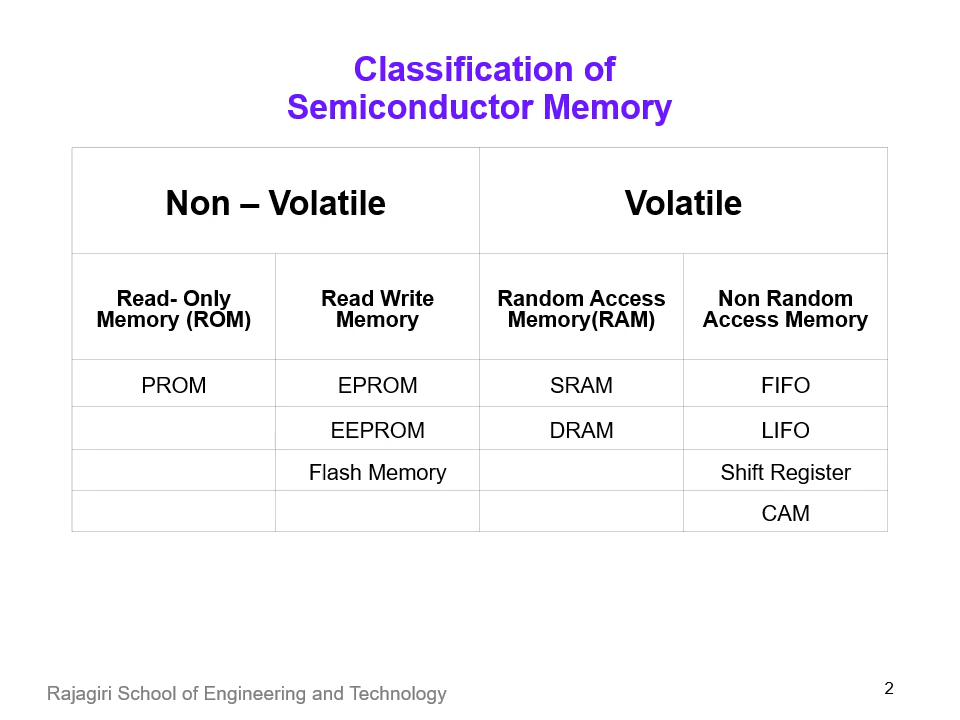 Classification of
Semiconductor Memory
Non – Volatile
Volatile
Read- Only
Memory (ROM)
Read Write
Memory
Random Access
Memory(RAM)
Non Random
Access Memory
PROM
EPROM
SRAM
FIFO
EEPROM
DRAM
LIFO
Flash Memory
Shift Register
CAM
Rajagiri School of Engineering and Technology
2